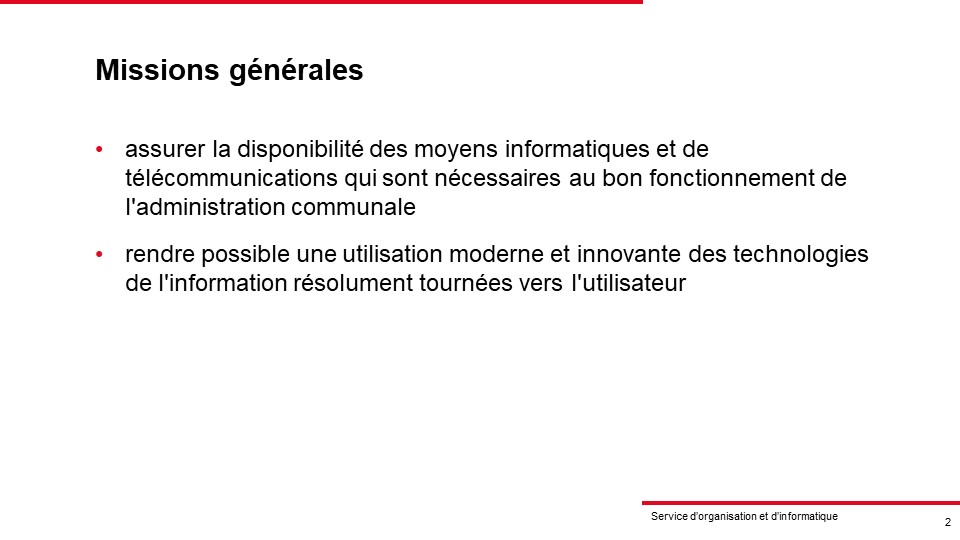 Missions générales
• assurer la disponibilité des moyens informatiques et de
télécommunications qui sont nécessaires au bon fonctionnement de
l'administration communale
• rendre possible une utilisation moderne et innovante des technologies
de l'information résolument tournées vers l'utilisateur
Service d'organisation et d'informatique
2